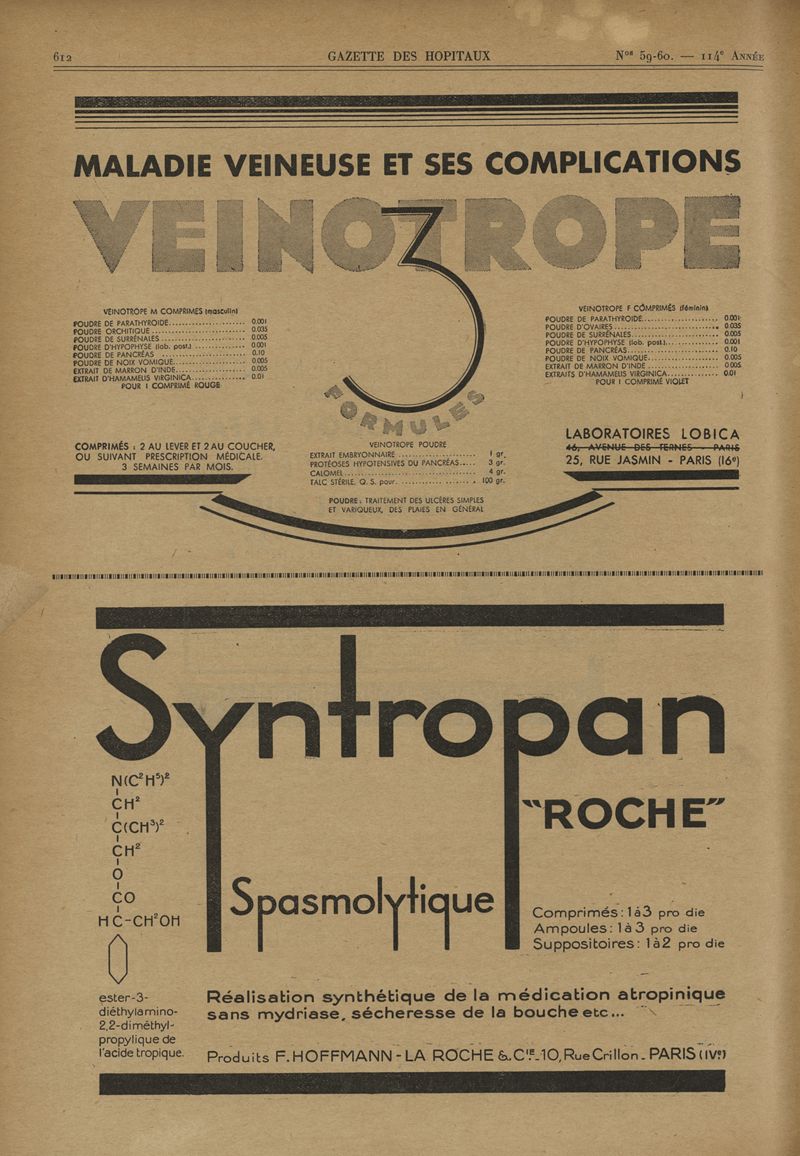 612
GAZETTE DES HOPITAUX
Nos 59-60. — 114e ANNÉE
MALADIE VEINEUSE ET SES COMPLICATIONS
VEINOTROPE
3
FORMULES
VEINOTROPE M COMPRIMÉS (masculin)
POUDRE DE PARATHYROIDE 0.001
POUDRE ORCHITIQUE 0.035
POUDRE DE SURRÉNALES 0.005
POUDRE D'HYPOPHYSE (lob. post.) 0.001
POUDRE DE PANCRÉAS 0.10
POUDRE DE NOIX VOMIQUE 0.005
EXTRAIT DE MARRON D'INDE 0.005
EXTRAIT D'HAMAMELIS VIRGINICA 0.01
POUR 1 COMPRIMÉ ROUGE
VEINOTROPE F COMPRIMÉS (féminin)
POUDRE DE PARATHYROIDE 0.001
POUDRE D'OVAIRES 0.035
POUDRE DE SURRÉNALES 0.005
POUDRE D'HYPOPHYSE (lob. post.) 0.001
POUDRE DE PANCRÉAS 0.10
POUDRE DE NOIX VOMIQUE 0.005
EXTRAIT DE MARRON D'INDE 0.005
EXTRAITS D'HAMAMELIS VIRGINICA 0.01
POUR 1 COMPRIMÉ VIOLET
COMPRIMÉS : 2 AU LEVER ET 2 AU COUCHER,
OU SUIVANT PRESCRIPTION MÉDICALE.
3 SEMAINES PAR MOIS.
VEINOTROPE POUDRE
EXTRAIT EMBRYONNAIRE 1 gr.
PROTÉOSES HYPOTENSIVES DU PANCRÉAS 3 gr.
CALOMEL 4 gr.
TALC STÉRILE, Q. S. pour 100 gr.
POUDRE : TRAITEMENT DES ULCÈRES SIMPLES
ET VARIQUEUX, DES PLAIES EN GÉNÉRAL
LABORATOIRES LOBICA
46, AVENUE DES TERNES - PARIS
25, RUE JASMIN - PARIS (16e)
Syntropan
"ROCHE"
N(C²H⁵)²
CH²
C(CH³)²
CH²
O
CO
HC-CH²OH
Spasmolytique
Comprimés: 1 à 3 pro die
Ampoules: 1 à 3 pro die
Suppositoires: 1 à 2 pro die
ester-3-
diéthylamino-
2,2-diméthyl-
propylique de
l'acide tropique.
Réalisation synthétique de la médication atropinique
sans mydriase, sécheresse de la bouche etc...
Produits F. HOFFMANN - LA ROCHE & Cie. 10, Rue Crillon. PARIS (IVe)